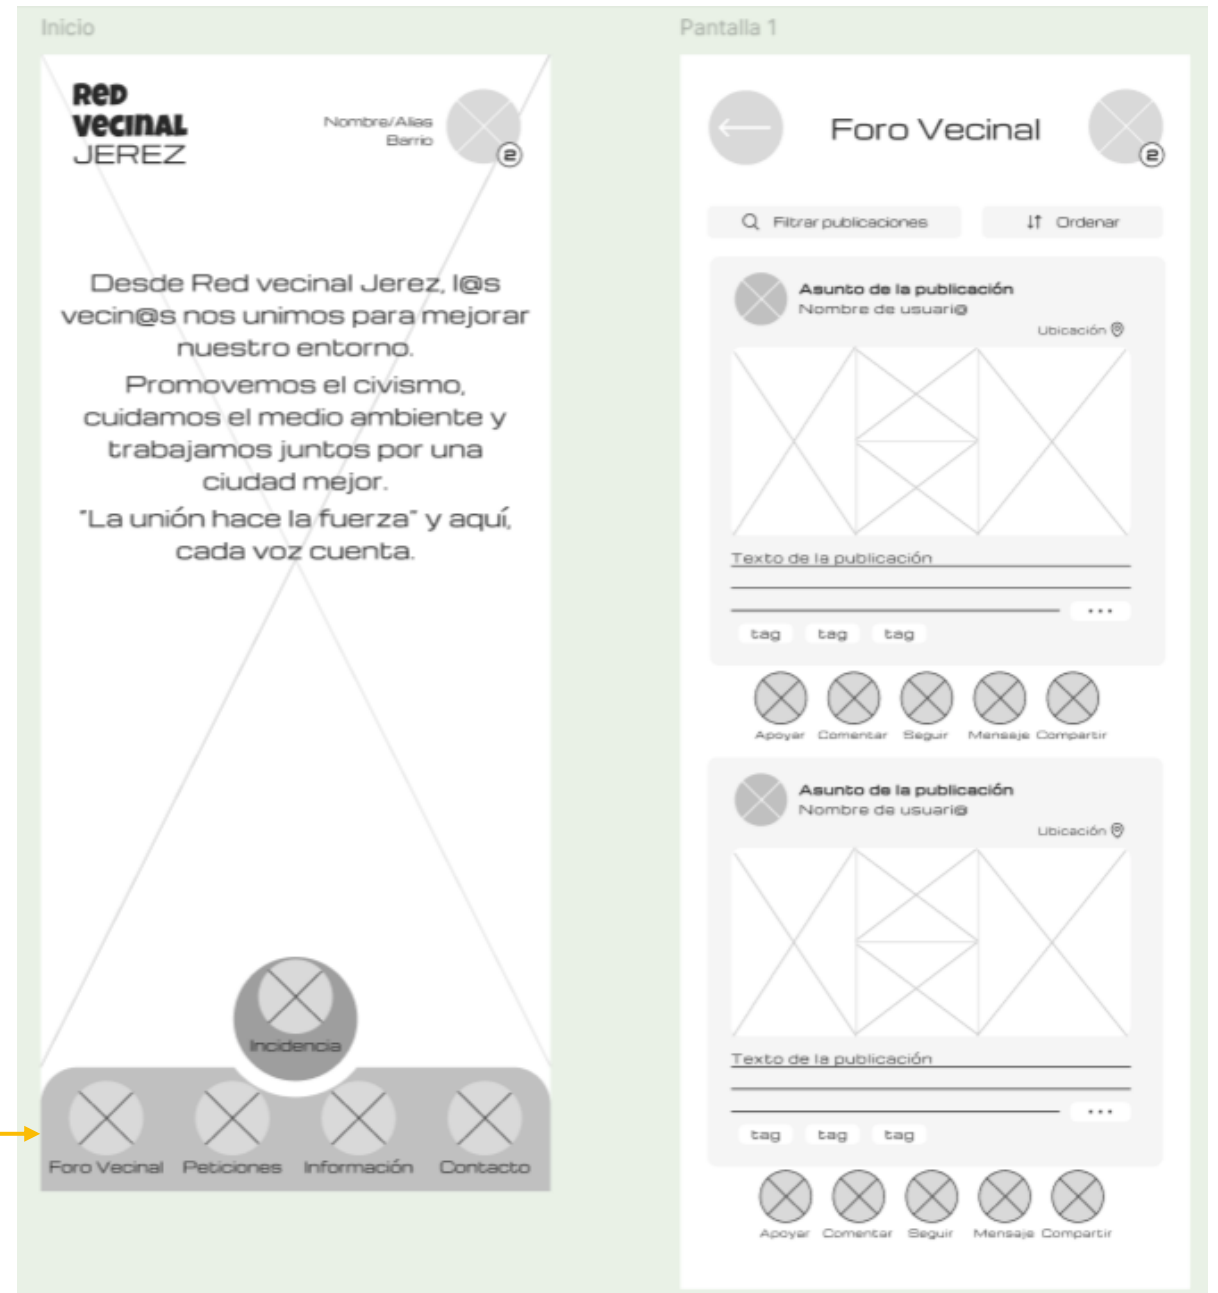 Inicio
Red
vecinal
JEREZ
Nombre/Alias
Barrio
2
Desde Red vecinal Jerez, l@s
vecin@s nos unimos para mejorar
nuestro entorno.
Promovemos el civismo,
cuidamos el medio ambiente y
trabajamos juntos por una
ciudad mejor.
"La unión hace la fuerza" y aquí,
cada voz cuenta.
Incidencia
Foro Vecinal Peticiones Información Contacto
Pantalla 1
Foro Vecinal
2
Filtrar publicaciones Ordenar
Asunto de la publicación
Nombre de usuari@
Ubicación
Texto de la publicación
...
tag tag tag
Apoyar Comentar Seguir Mensaje Compartir
Asunto de la publicación
Nombre de usuari@
Ubicación
Texto de la publicación
...
tag tag tag
Apoyar Comentar Seguir Mensaje Compartir